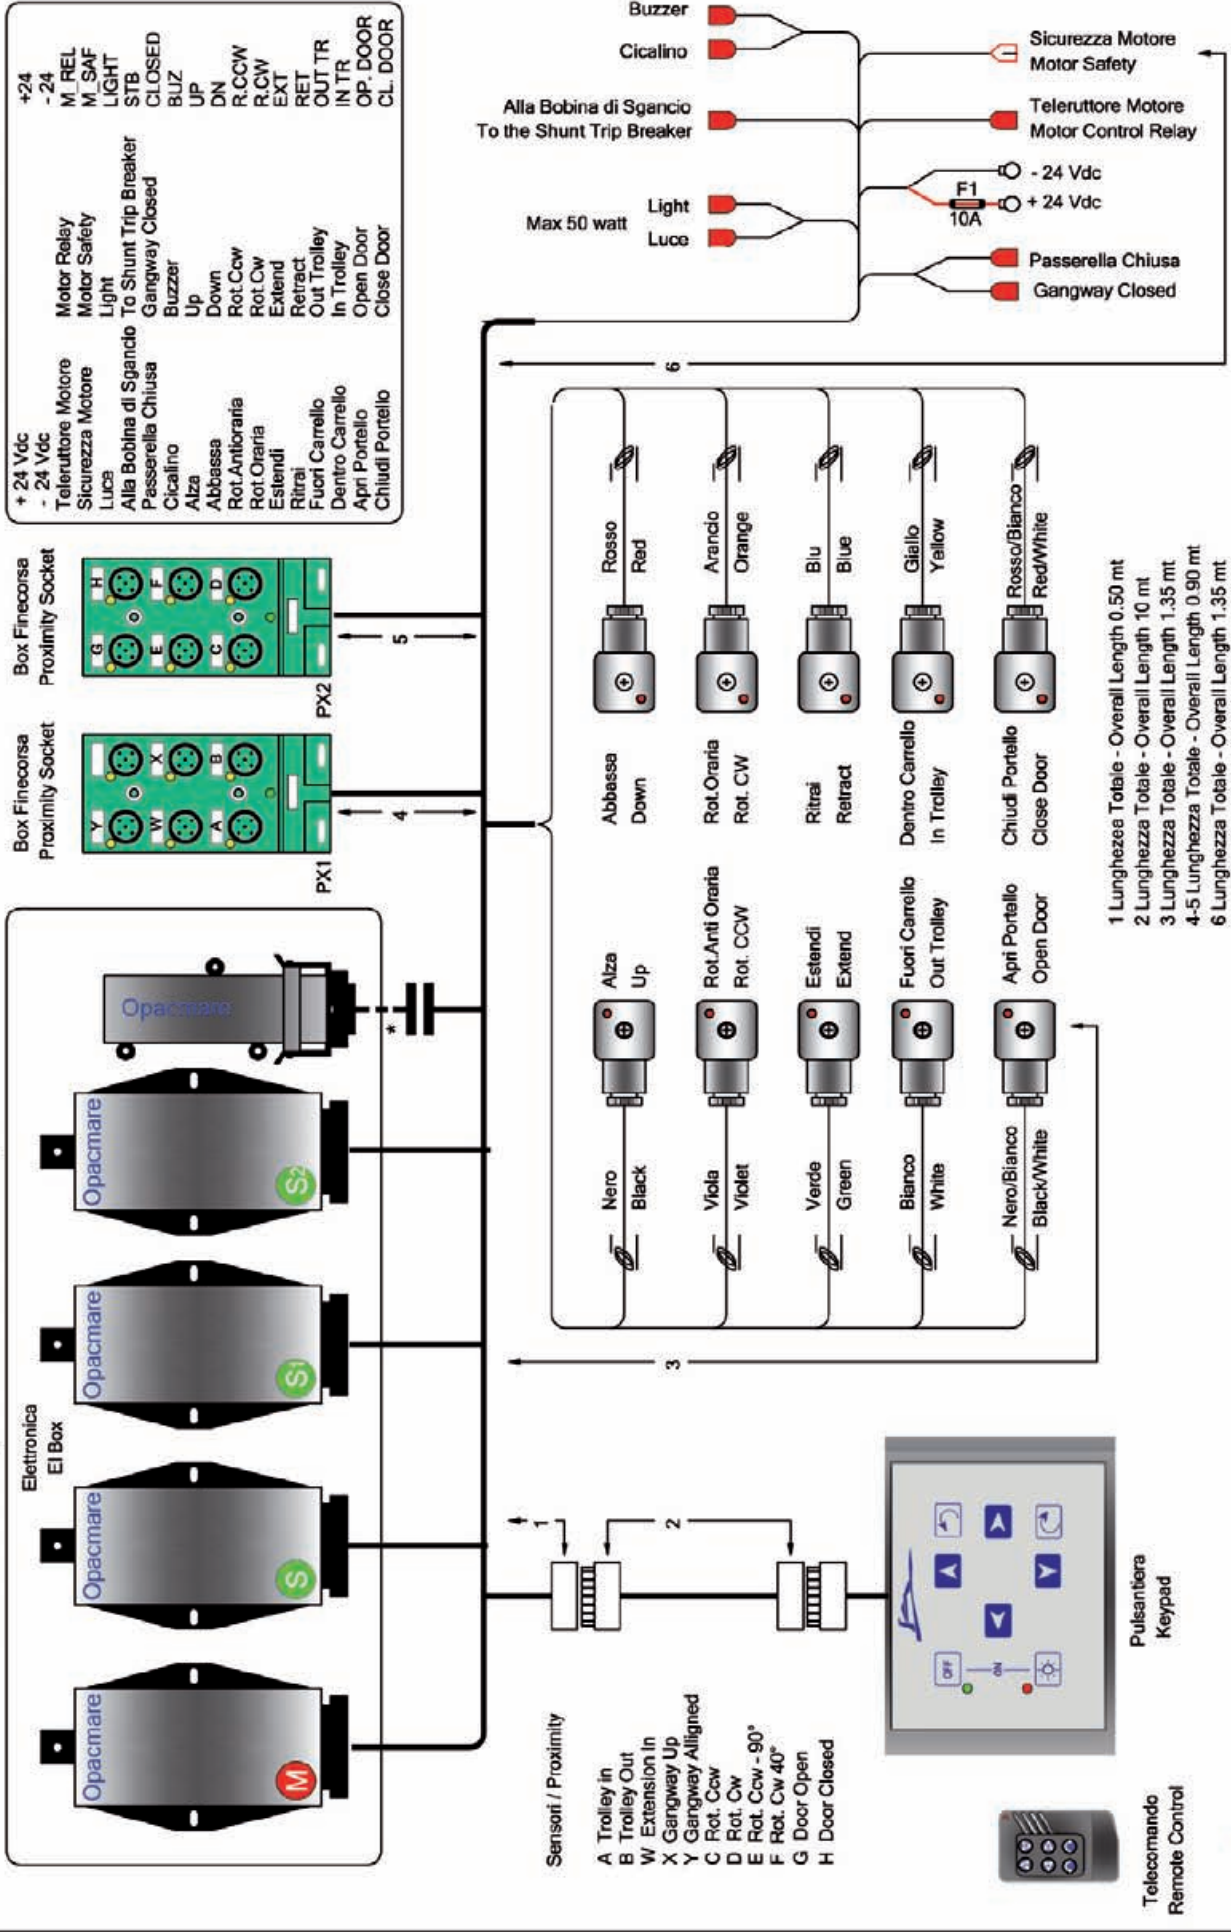 Elettronica
El Box
Opacmare
M
Opacmare
S
Opacmare
S1
Opacmare
S2
Opacmare
*
Box Finecorsa
Proximity Socket
Y
W
X
A
B
PX1
4
Box Finecorsa
Proximity Socket
G
H
E
F
C
D
PX2
5
+ 24 Vdc +24
- 24 Vdc - 24
Teleruttore Motore Motor Relay M_REL
Sicurezza Motore Motor Safety M_SAF
Luce Light LIGHT
Alla Bobina di Sgancio To Shunt Trip Breaker STB
Passerella Chiusa Gangway Closed CLOSED
Cicalino Buzzer BUZ
Alza Up UP
Abbassa Down DN
Rot.Antioraria Rot.Ccw R.CCW
Rot.Oraria Rot.Cw R.CW
Estendi Extend EXT
Ritrai Retract RET
Fuori Carrello Out Trolley OUT TR
Dentro Carrello In Trolley IN TR
Apri Portello Open Door OP. DOOR
Chiudi Portello Close Door CL. DOOR
Buzzer
Cicalino
Alla Bobina di Sgancio
To the Shunt Trip Breaker
Max 50 watt
Light
Luce
Sicurezza Motore
Motor Safety
Teleruttore Motore
Motor Control Relay
- 24 Vdc
F1
10A
+ 24 Vdc
Passerella Chiusa
Gangway Closed
6
Nero
Black
Alza
Up
Abbassa
Down
Rosso
Red
Viola
Violet
Rot.Anti Oraria
Rot. CCW
Rot.Oraria
Rot. CW
Arancio
Orange
Verde
Green
Estendi
Extend
Ritrai
Retract
Blu
Blue
Bianco
White
Fuori Carrello
Out Trolley
Dentro Carrello
In Trolley
Giallo
Yellow
Nero/Bianco
Black/White
Apri Portello
Open Door
Chiudi Portello
Close Door
Rosso/Bianco
Red/White
3
1
2
Sensori / Proximity
A Trolley in
B Trolley Out
W Extension In
X Gangway Up
Y Gangway Alligned
C Rot. Ccw
D Rot. Cw
E Rot. Ccw - 90°
F Rot. Cw 40°
G Door Open
H Door Closed
OFF
ON
Pulsantiera
Keypad
Telecomando
Remote Control
1 Lunghezee Totale - Overall Length 0.50 mt
2 Lunghezza Totale - Overall Length 10 mt
3 Lunghezza Totale - Overall Length 1.35 mt
4-5 Lunghezza Totale - Overall Length 0.90 mt
6 Lunghezza Totale - Overall Length 1.35 mt